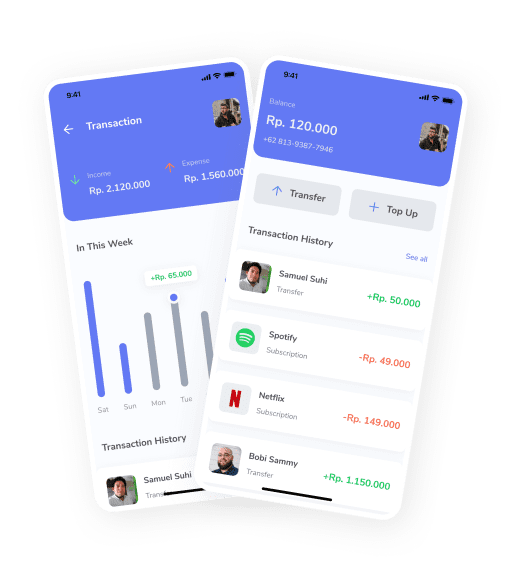 9:41
Transaction
Income
Rp. 2.120.000
Expense
Rp. 1.560.000
In This Week
+Rp. 65.000
Sat
Sun
Mon
Tue
Transaction History
Samuel Suhi
9:41
Balance
Rp. 120.000
+62 813-9387-7946
Transfer
Top Up
Transaction History
See all
Samuel Suhi
Transfer
+Rp. 50.000
Spotify
Subscription
-Rp. 49.000
N
Netflix
Subscription
-Rp. 149.000
Bobi Sammy
Transfer
+Rp. 1.150.000